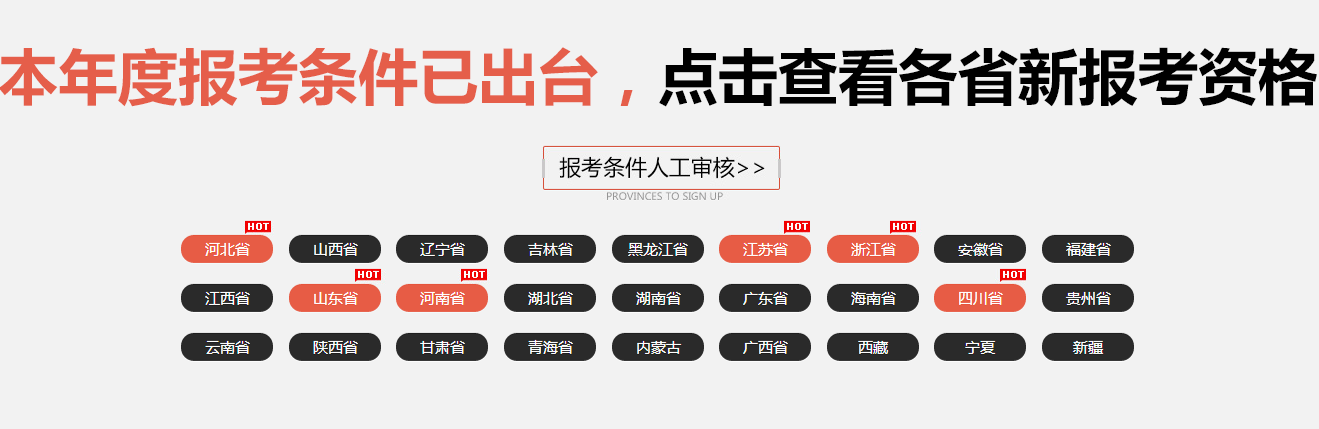 本年度报考条件已出台，点击查看各省新报考资格
报考条件人工审核>>
PROVINCES TO SIGN UP
HOT HOT HOT
河北省 山西省 辽宁省 吉林省 黑龙江省 江苏省 浙江省 安徽省 福建省
HOT HOT HOT
江西省 山东省 河南省 湖北省 湖南省 广东省 海南省 四川省 贵州省
云南省 陕西省 甘肃省 青海省 内蒙古 广西省 西藏 宁夏 新疆